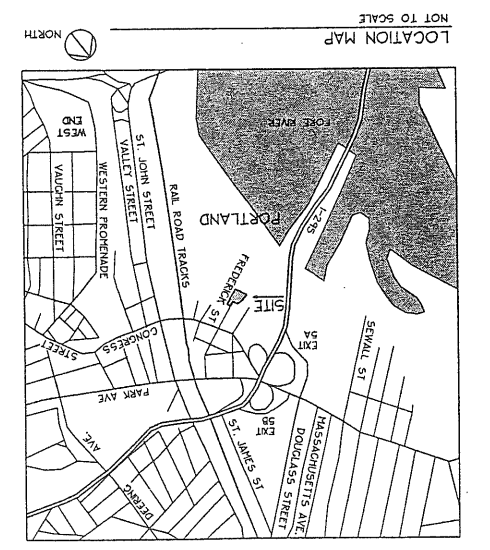 DEERING
AVE.
MASSACHUSETTS AVE.
DOUGLASS STREET
ST. JAMES ST
EXIT
5B
PARK AVE
SEWALL ST
EXIT
5A
CONGRESS
STREET
SITE
FREDERICK
ST
I-295
PORTLAND
RAIL ROAD TRACKS
ST. JOHN STREET
VALLEY STREET
WESTERN PROMENADE
VAUGHN STREET
WEST
END
FORE RIVER
LOCATION MAP
NOT TO SCALE
NORTH